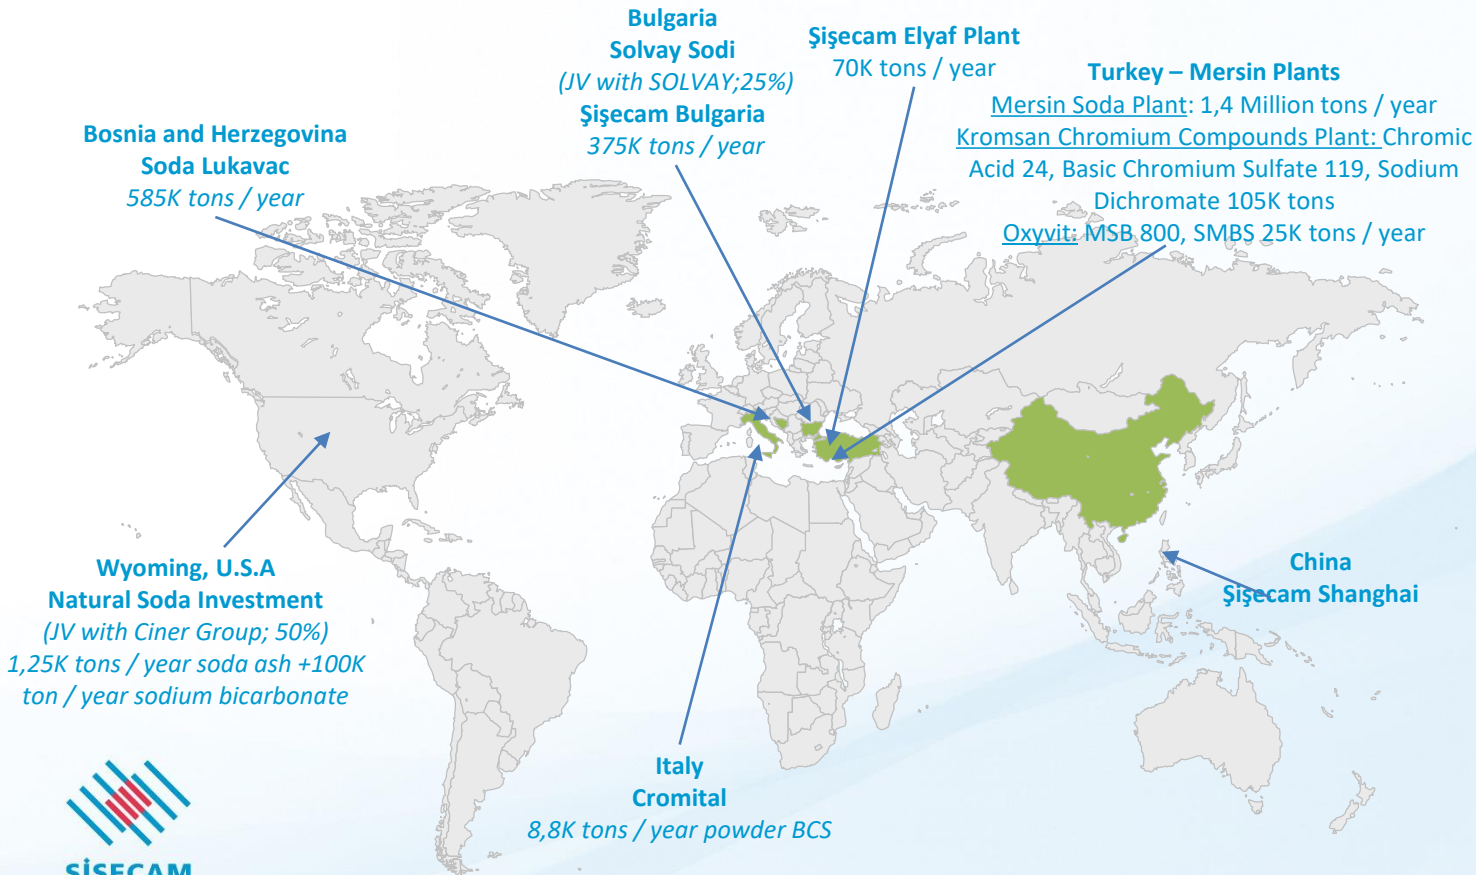 Bulgaria
Solvay Sodi
(JV with SOLVAY;25%)
Şişecam Bulgaria
375K tons / year
Şişecam Elyaf Plant
70K tons / year
Turkey – Mersin Plants
Mersin Soda Plant: 1,4 Million tons / year
Kromsan Chromium Compounds Plant: Chromic
Acid 24, Basic Chromium Sulfate 119, Sodium
Dichromate 105K tons
Oxyvit: MSB 800, SMBS 25K tons / year
Bosnia and Herzegovina
Soda Lukavac
585K tons / year
Wyoming, U.S.A
Natural Soda Investment
(JV with Ciner Group; 50%)
1,25K tons / year soda ash +100K
ton / year sodium bicarbonate
China
Şişecam Shanghai
Italy
Cromital
8,8K tons / year powder BCS
ŞİŞECAM